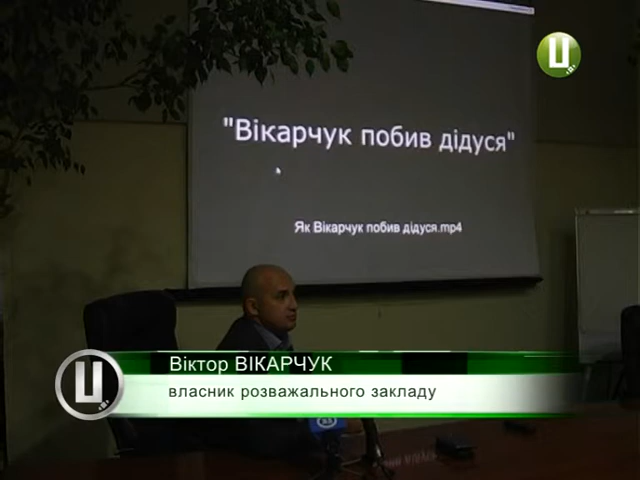 Ц
"Вікарчук побив дідуся"
Як Вікарчук побив дідуся.mp4
Віктор ВІКАРЧУК
Ц
власник розважального закладу